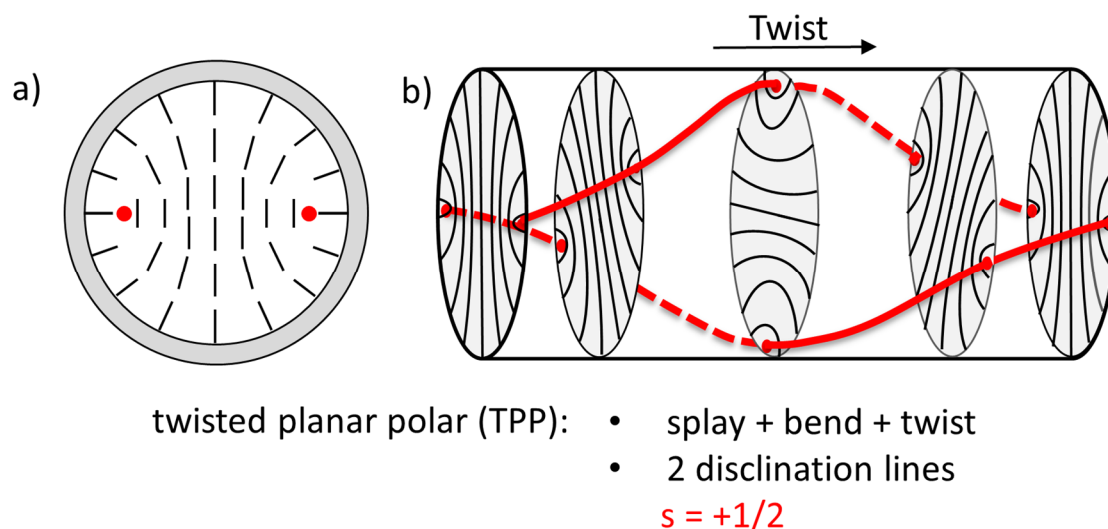 Twist
a)
b)
twisted planar polar (TPP): • splay + bend + twist
• 2 disclination lines
s = +1/2